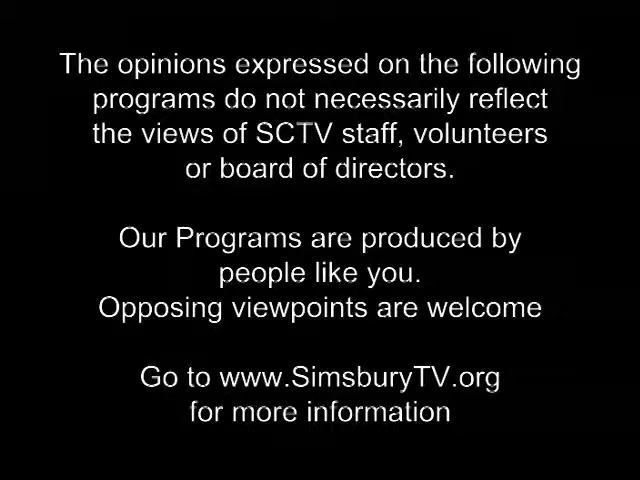 The opinions expressed on the following
programs do not necessarily reflect
the views of SCTV staff, volunteers
or board of directors.
Our Programs are produced by
people like you.
Opposing viewpoints are welcome
Go to www.SimsburyTV.org
for more information